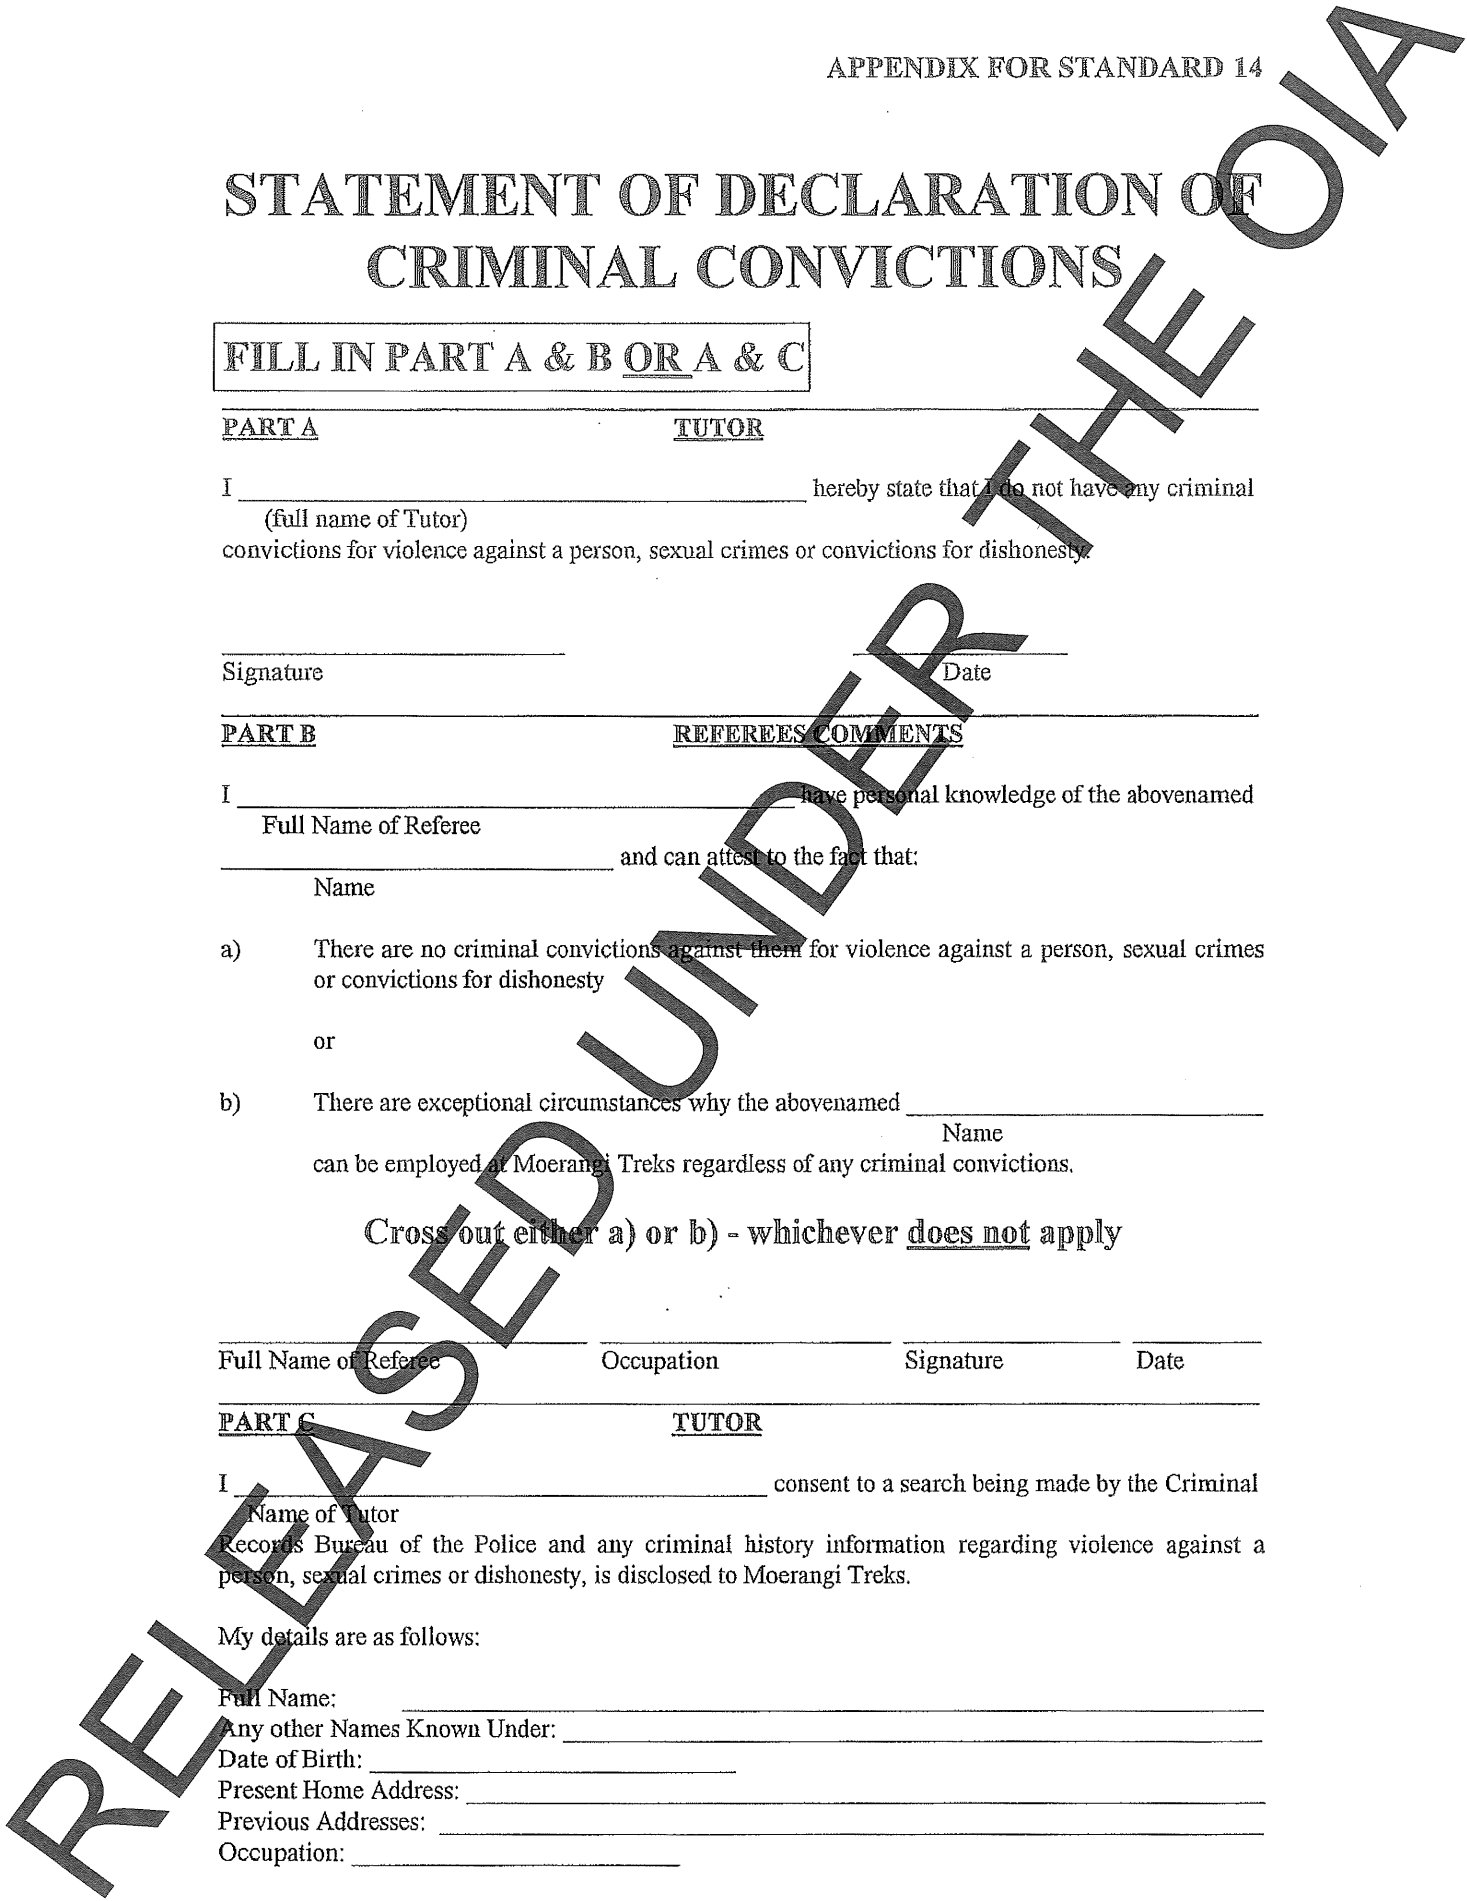 APPENDIX FOR STANDARD 14
STATEMENT OF DECLARATION OF
CRIMINAL CONVICTIONS
FILL IN PART A & B OR A & C
PART A TUTOR
I hereby state that I do not have any criminal
(full name of Tutor)
convictions for violence against a person, sexual crimes or convictions for dishonesty.
Signature Date
PART B REFEREES COMMENTS
I have personal knowledge of the abovenamed
Full Name of Referee
and can attest to the fact that:
Name
a) There are no criminal convictions against them for violence against a person, sexual crimes
or convictions for dishonesty
or
b) There are exceptional circumstances why the abovenamed
Name
can be employed at Moerangi Treks regardless of any criminal convictions.
Cross out either a) or b) - whichever does not apply
Full Name of Referee Occupation Signature Date
PART C TUTOR
I consent to a search being made by the Criminal
Name of Tutor
Records Bureau of the Police and any criminal history information regarding violence against a
person, sexual crimes or dishonesty, is disclosed to Moerangi Treks.
My details are as follows:
Full Name:
Any other Names Known Under:
Date of Birth:
Present Home Address:
Previous Addresses:
Occupation:
RELEASED UNDER THE OIA